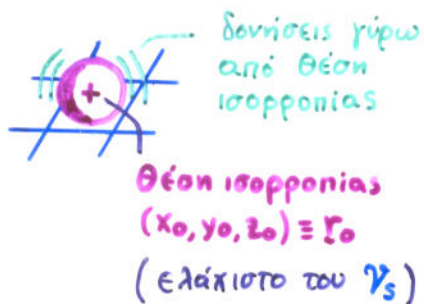 δονήσεις γύρω
από θέση
ισορροπίας
+
θέση ισορροπίας
(x₀, y₀, z₀) ≡ r₀
(ελάχιστο του 𝒱ₛ)